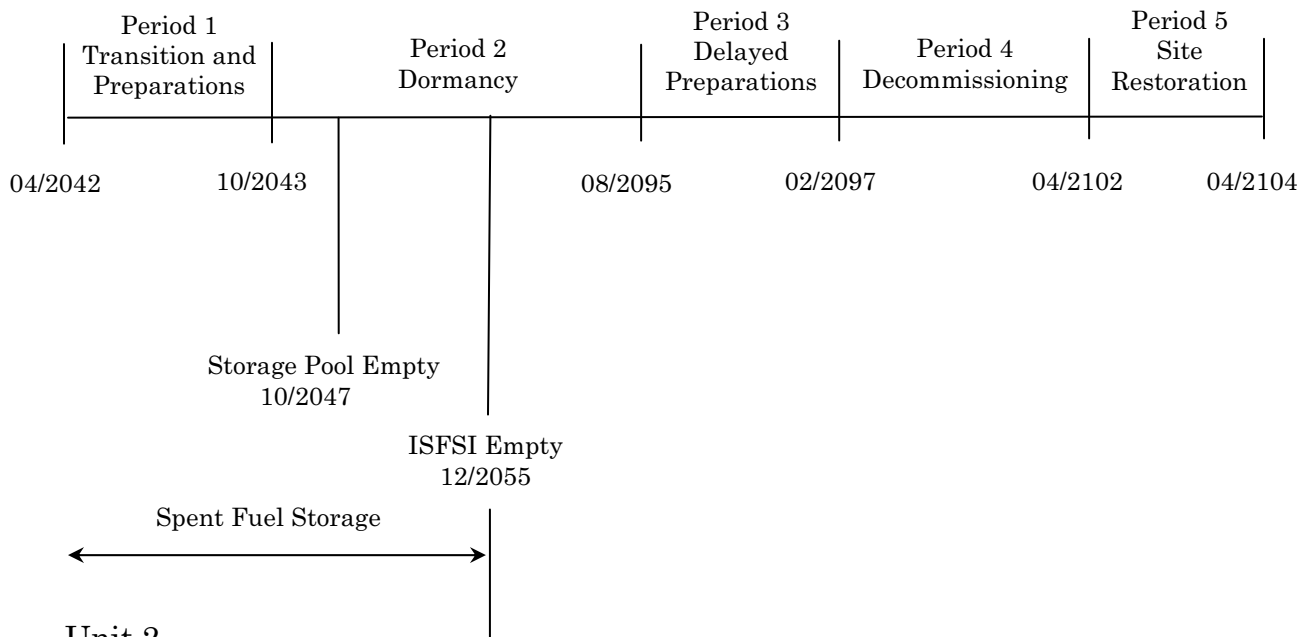 Period 1
Transition and
Preparations
Period 2
Dormancy
Period 3
Delayed
Preparations
Period 4
Decommissioning
Period 5
Site
Restoration
04/2042
10/2043
08/2095
02/2097
04/2102
04/2104
Storage Pool Empty
10/2047
ISFSI Empty
12/2055
Spent Fuel Storage
Unit 2